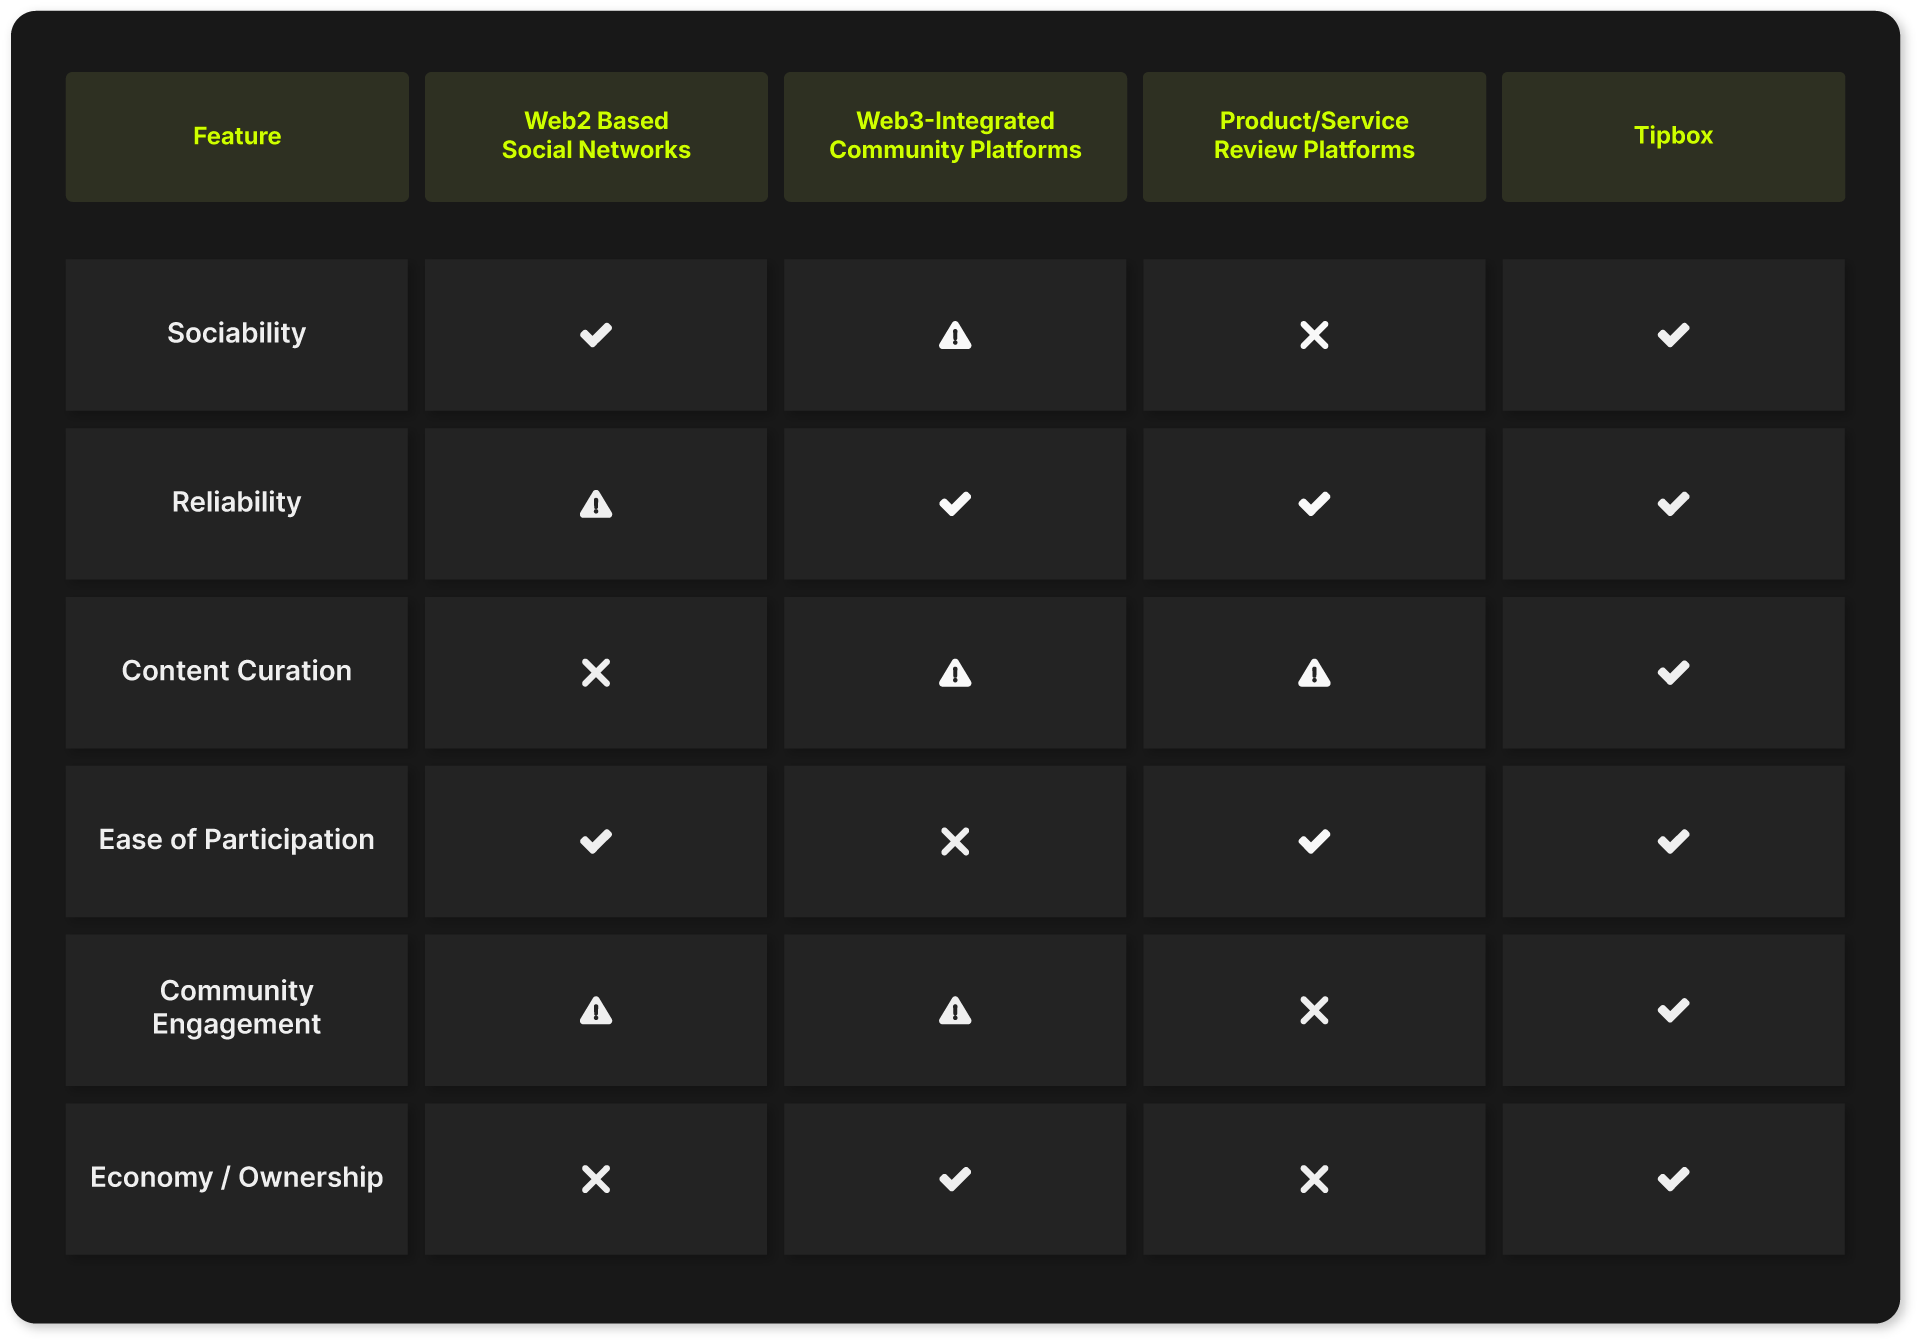 Feature
Web2 Based
Social Networks
Web3-Integrated
Community Platforms
Product/Service
Review Platforms
Tipbox
Sociability
Reliability
Content Curation
Ease of Participation
Community
Engagement
Economy / Ownership